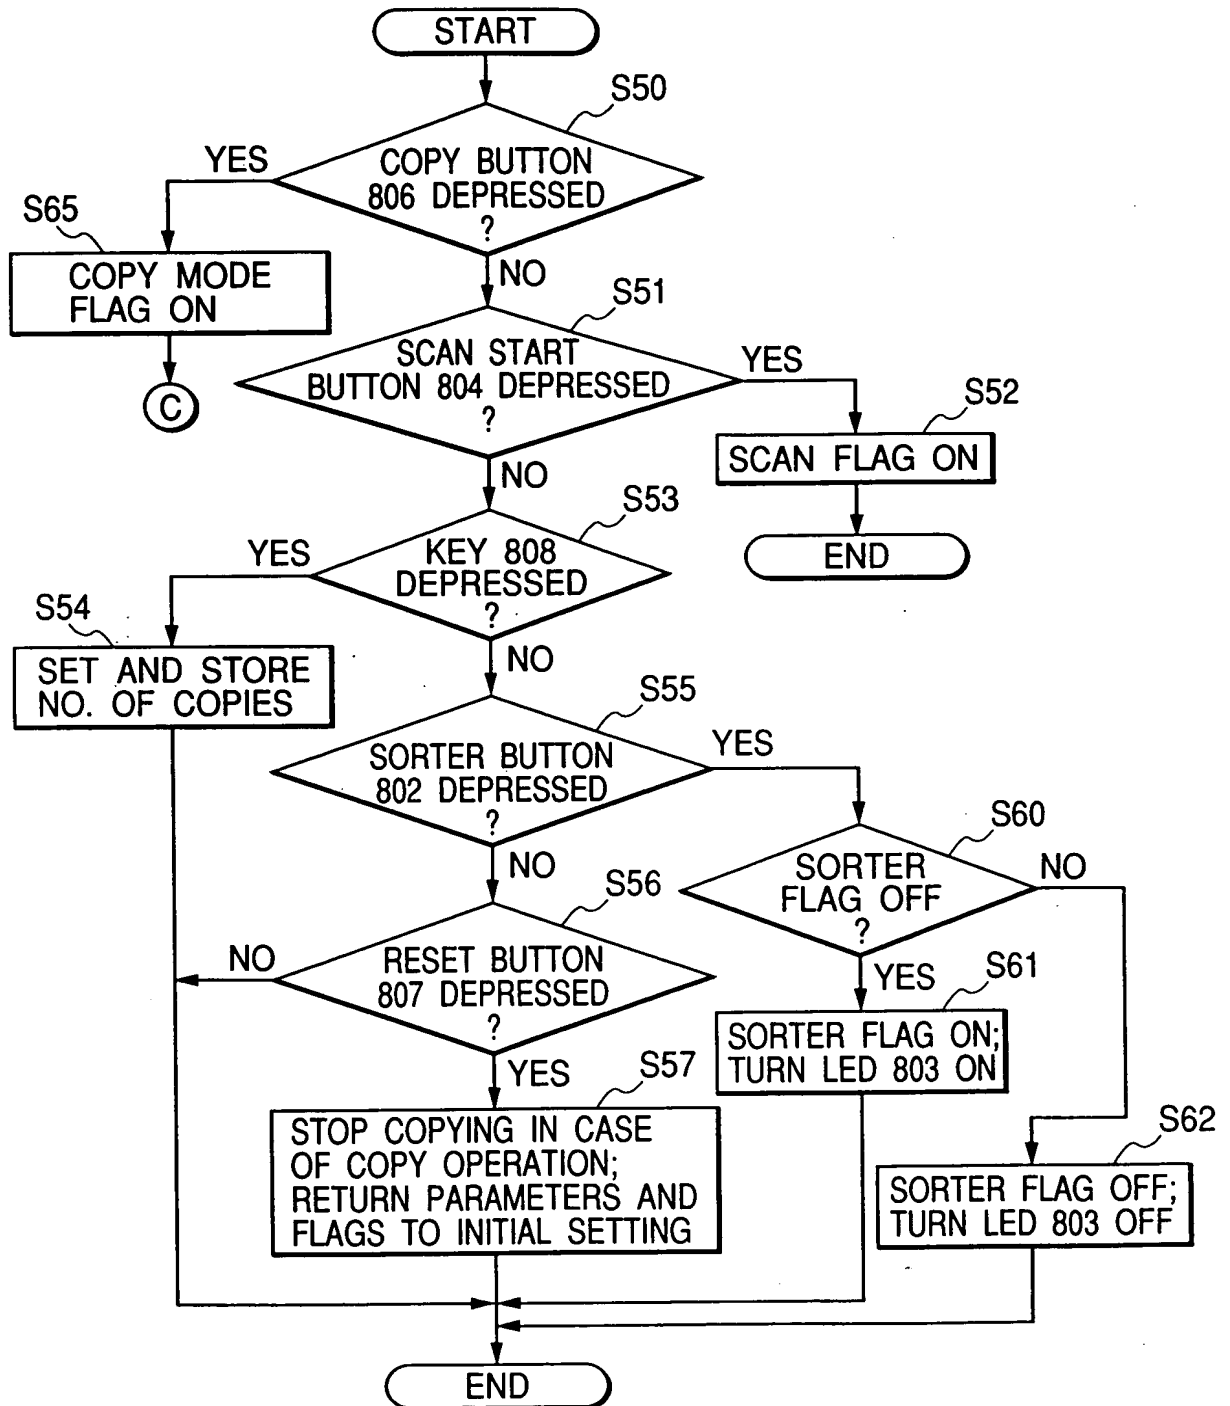 START
S50
COPY BUTTON
806 DEPRESSED
?
YES
NO
S65
COPY MODE
FLAG ON
C
S51
SCAN START
BUTTON 804 DEPRESSED
?
YES
NO
S52
SCAN FLAG ON
END
S53
KEY 808
DEPRESSED
?
YES
NO
S54
SET AND STORE
NO. OF COPIES
S55
SORTER BUTTON
802 DEPRESSED
?
YES
NO
S60
SORTER
FLAG OFF
?
NO
YES
S56
RESET BUTTON
807 DEPRESSED
?
NO
YES
S61
SORTER FLAG ON;
TURN LED 803 ON
S57
STOP COPYING IN CASE
OF COPY OPERATION;
RETURN PARAMETERS AND
FLAGS TO INITIAL SETTING
S62
SORTER FLAG OFF;
TURN LED 803 OFF
END